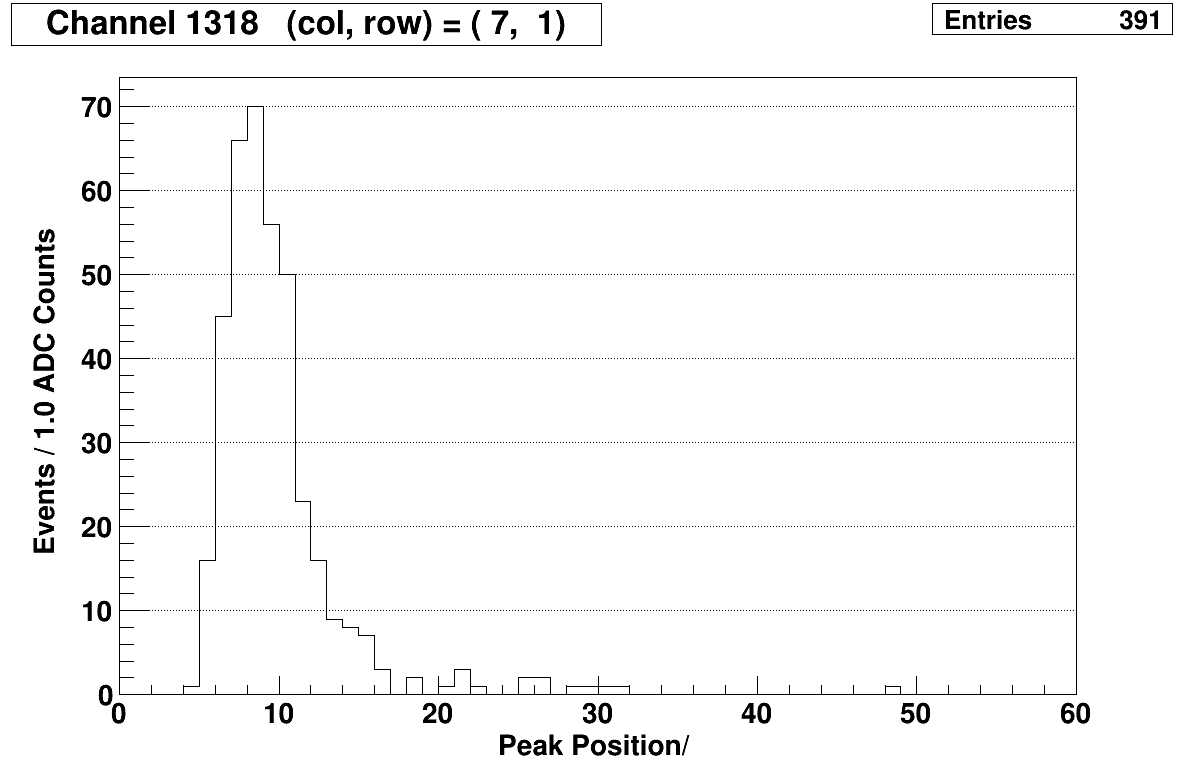 Channel 1318 (col, row) = ( 7, 1)
Entries 391
70
60
50
40
30
20
10
0
Events / 1.0 ADC Counts
0 10 20 30 40 50 60
Peak Position/